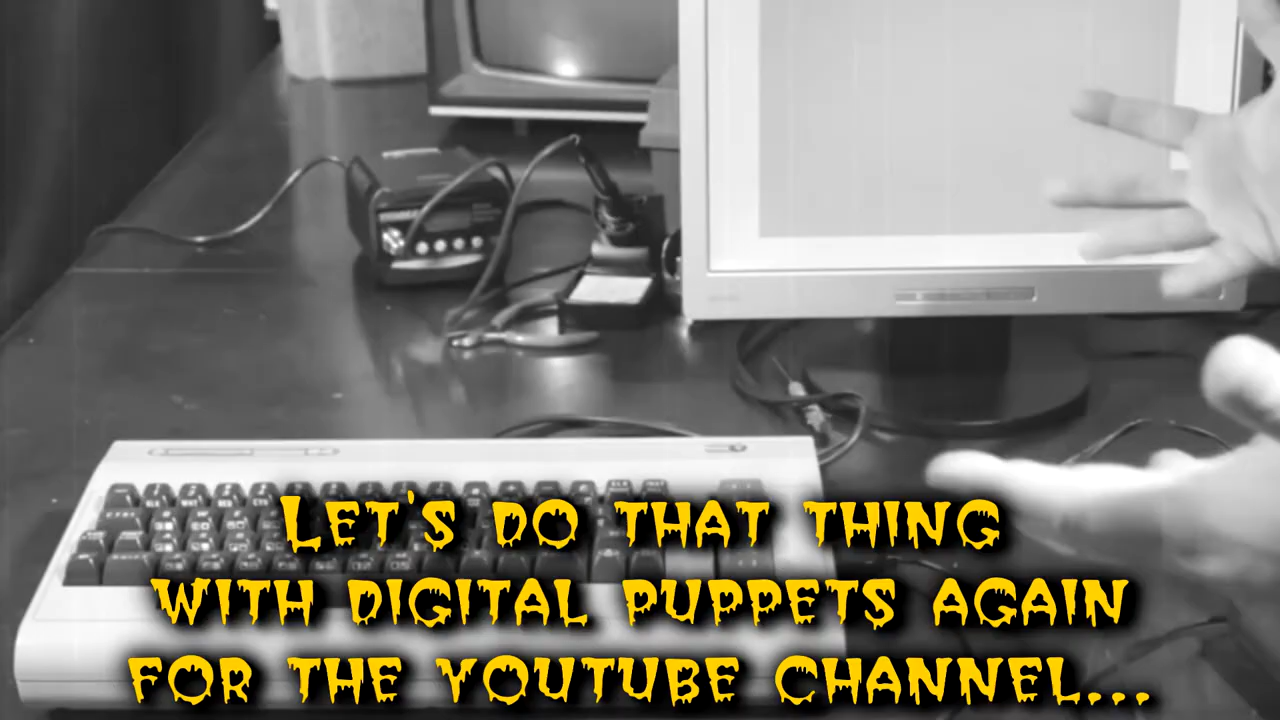 Let's do that thing
with digital puppets again
for the YouTube channel...